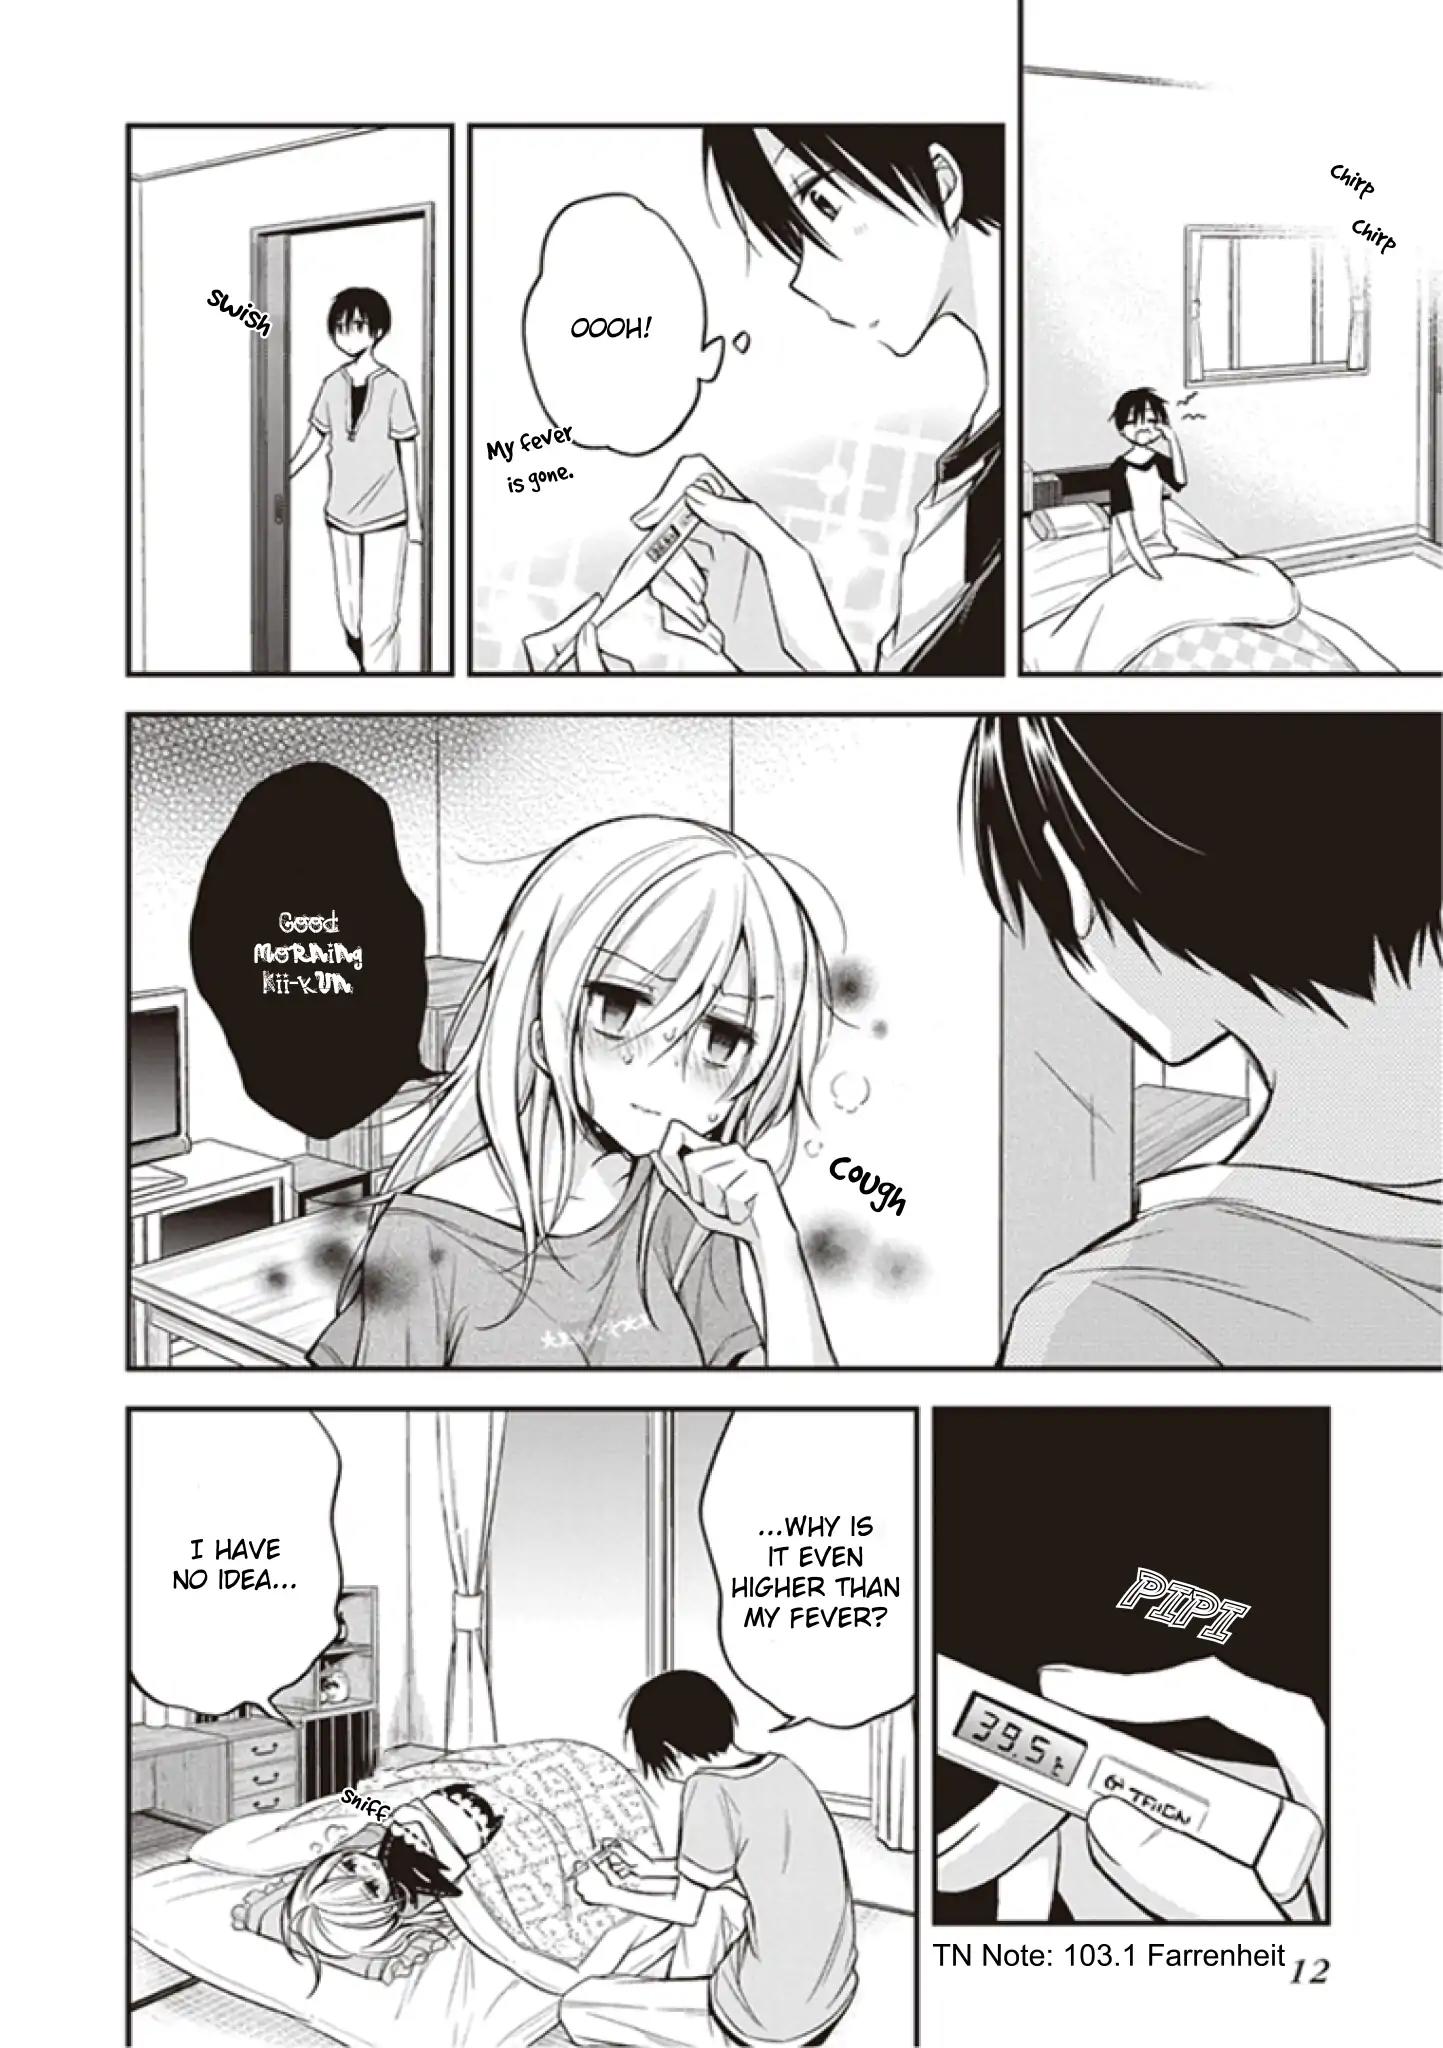 Chirp
Chirp
OOOH!
My fever
is gone.
swish
Good
Morning
Kii-kun
cough
PIPI
39.5
...WHY IS
IT EVEN
HIGHER THAN
MY FEVER?
I HAVE
NO IDEA...
Sniff
TN Note: 103.1 Farrenheit
12